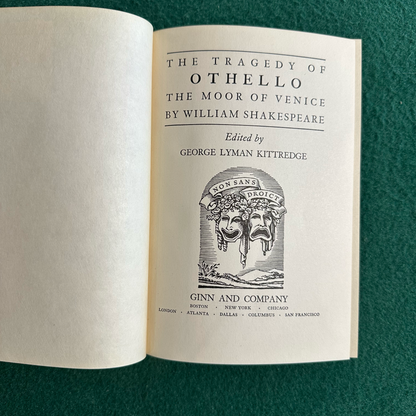 THE TRAGEDY OF
OTHELLO
THE MOOR OF VENICE
BY WILLIAM SHAKESPEARE
Edited by
GEORGE LYMAN KITTREDGE
NON SANS
DROICT
GINN AND COMPANY
BOSTON · NEW YORK · CHICAGO
LONDON · ATLANTA · DALLAS · COLUMBUS · SAN FRANCISCO